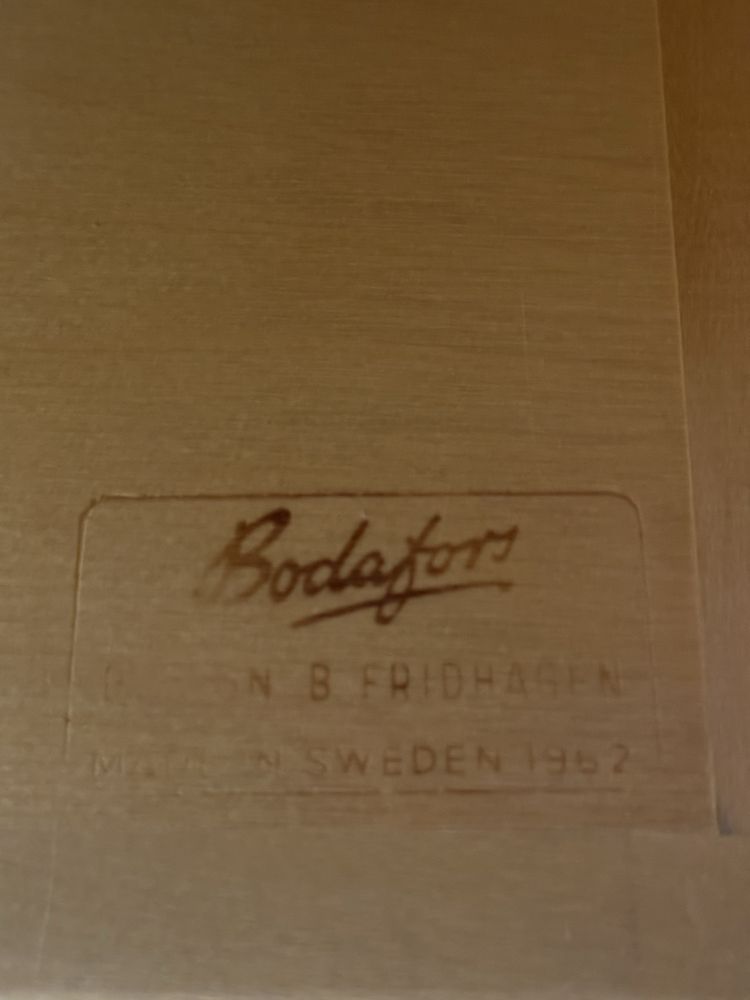 Bodafors
B FRIDHAGEN
SWEDEN 1962